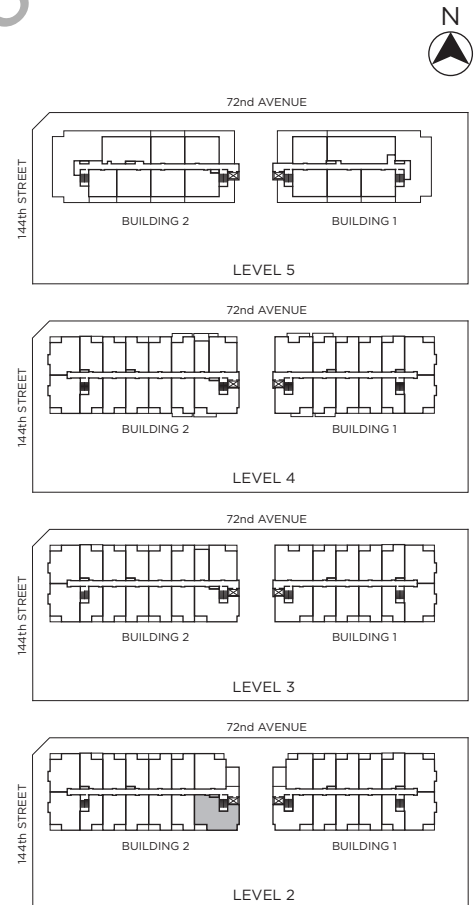 N
72nd AVENUE
144th STREET
BUILDING 2 BUILDING 1
LEVEL 5
72nd AVENUE
144th STREET
BUILDING 2 BUILDING 1
LEVEL 4
72nd AVENUE
144th STREET
BUILDING 2 BUILDING 1
LEVEL 3
72nd AVENUE
144th STREET
BUILDING 2 BUILDING 1
LEVEL 2